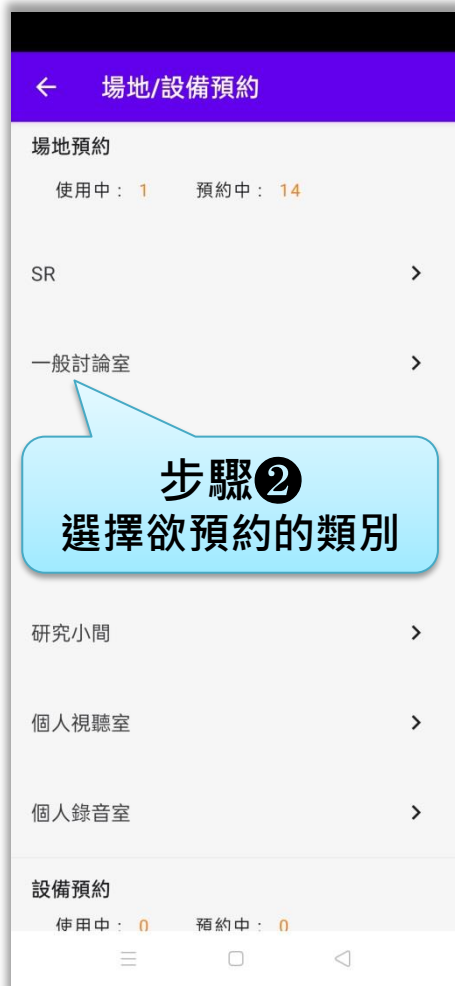 場地/設備預約
場地預約
使用中： 1 預約中： 14
SR
一般討論室
步驟❷
選擇欲預約的類別
研究小間
個人視聽室
個人錄音室
設備預約
使用中： 0 預約中： 0